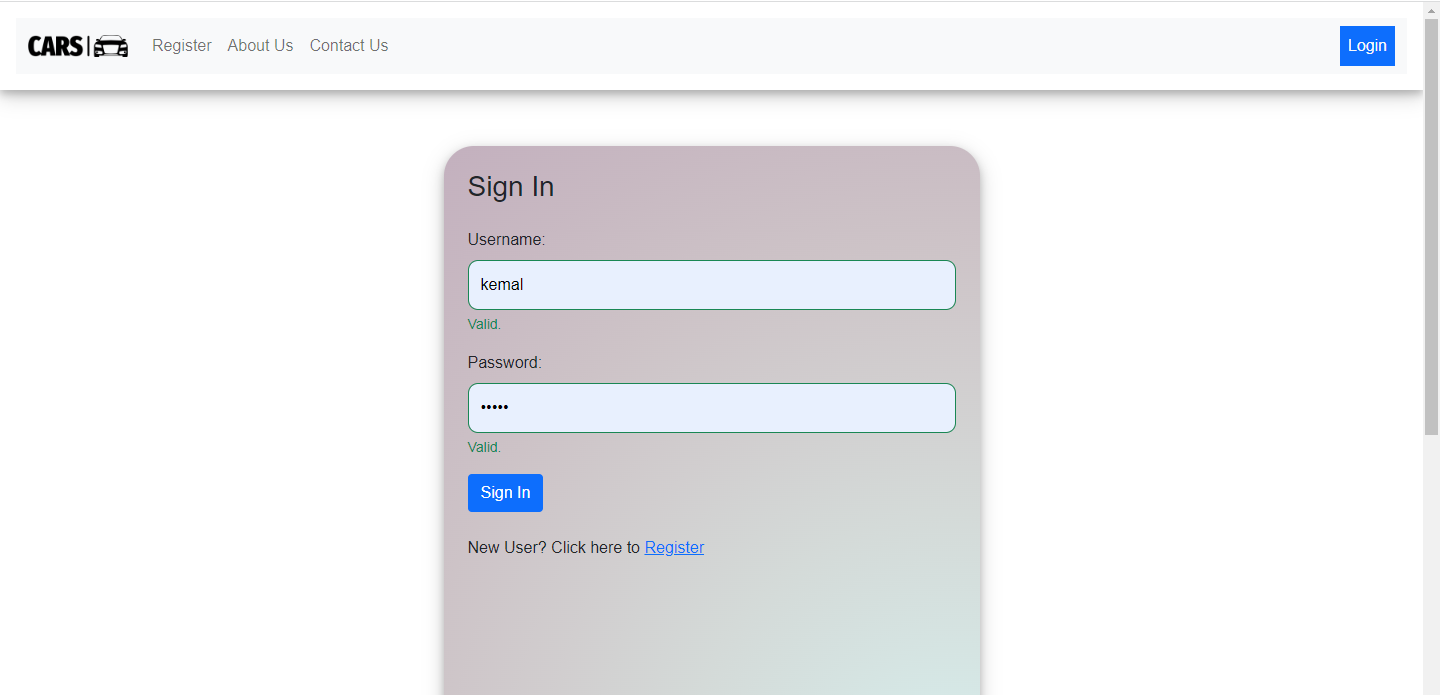 CARS| Register About Us Contact Us Login
Sign In
Username:
kemal
Valid.
Password:
•••••
Valid.
Sign In
New User? Click here to Register